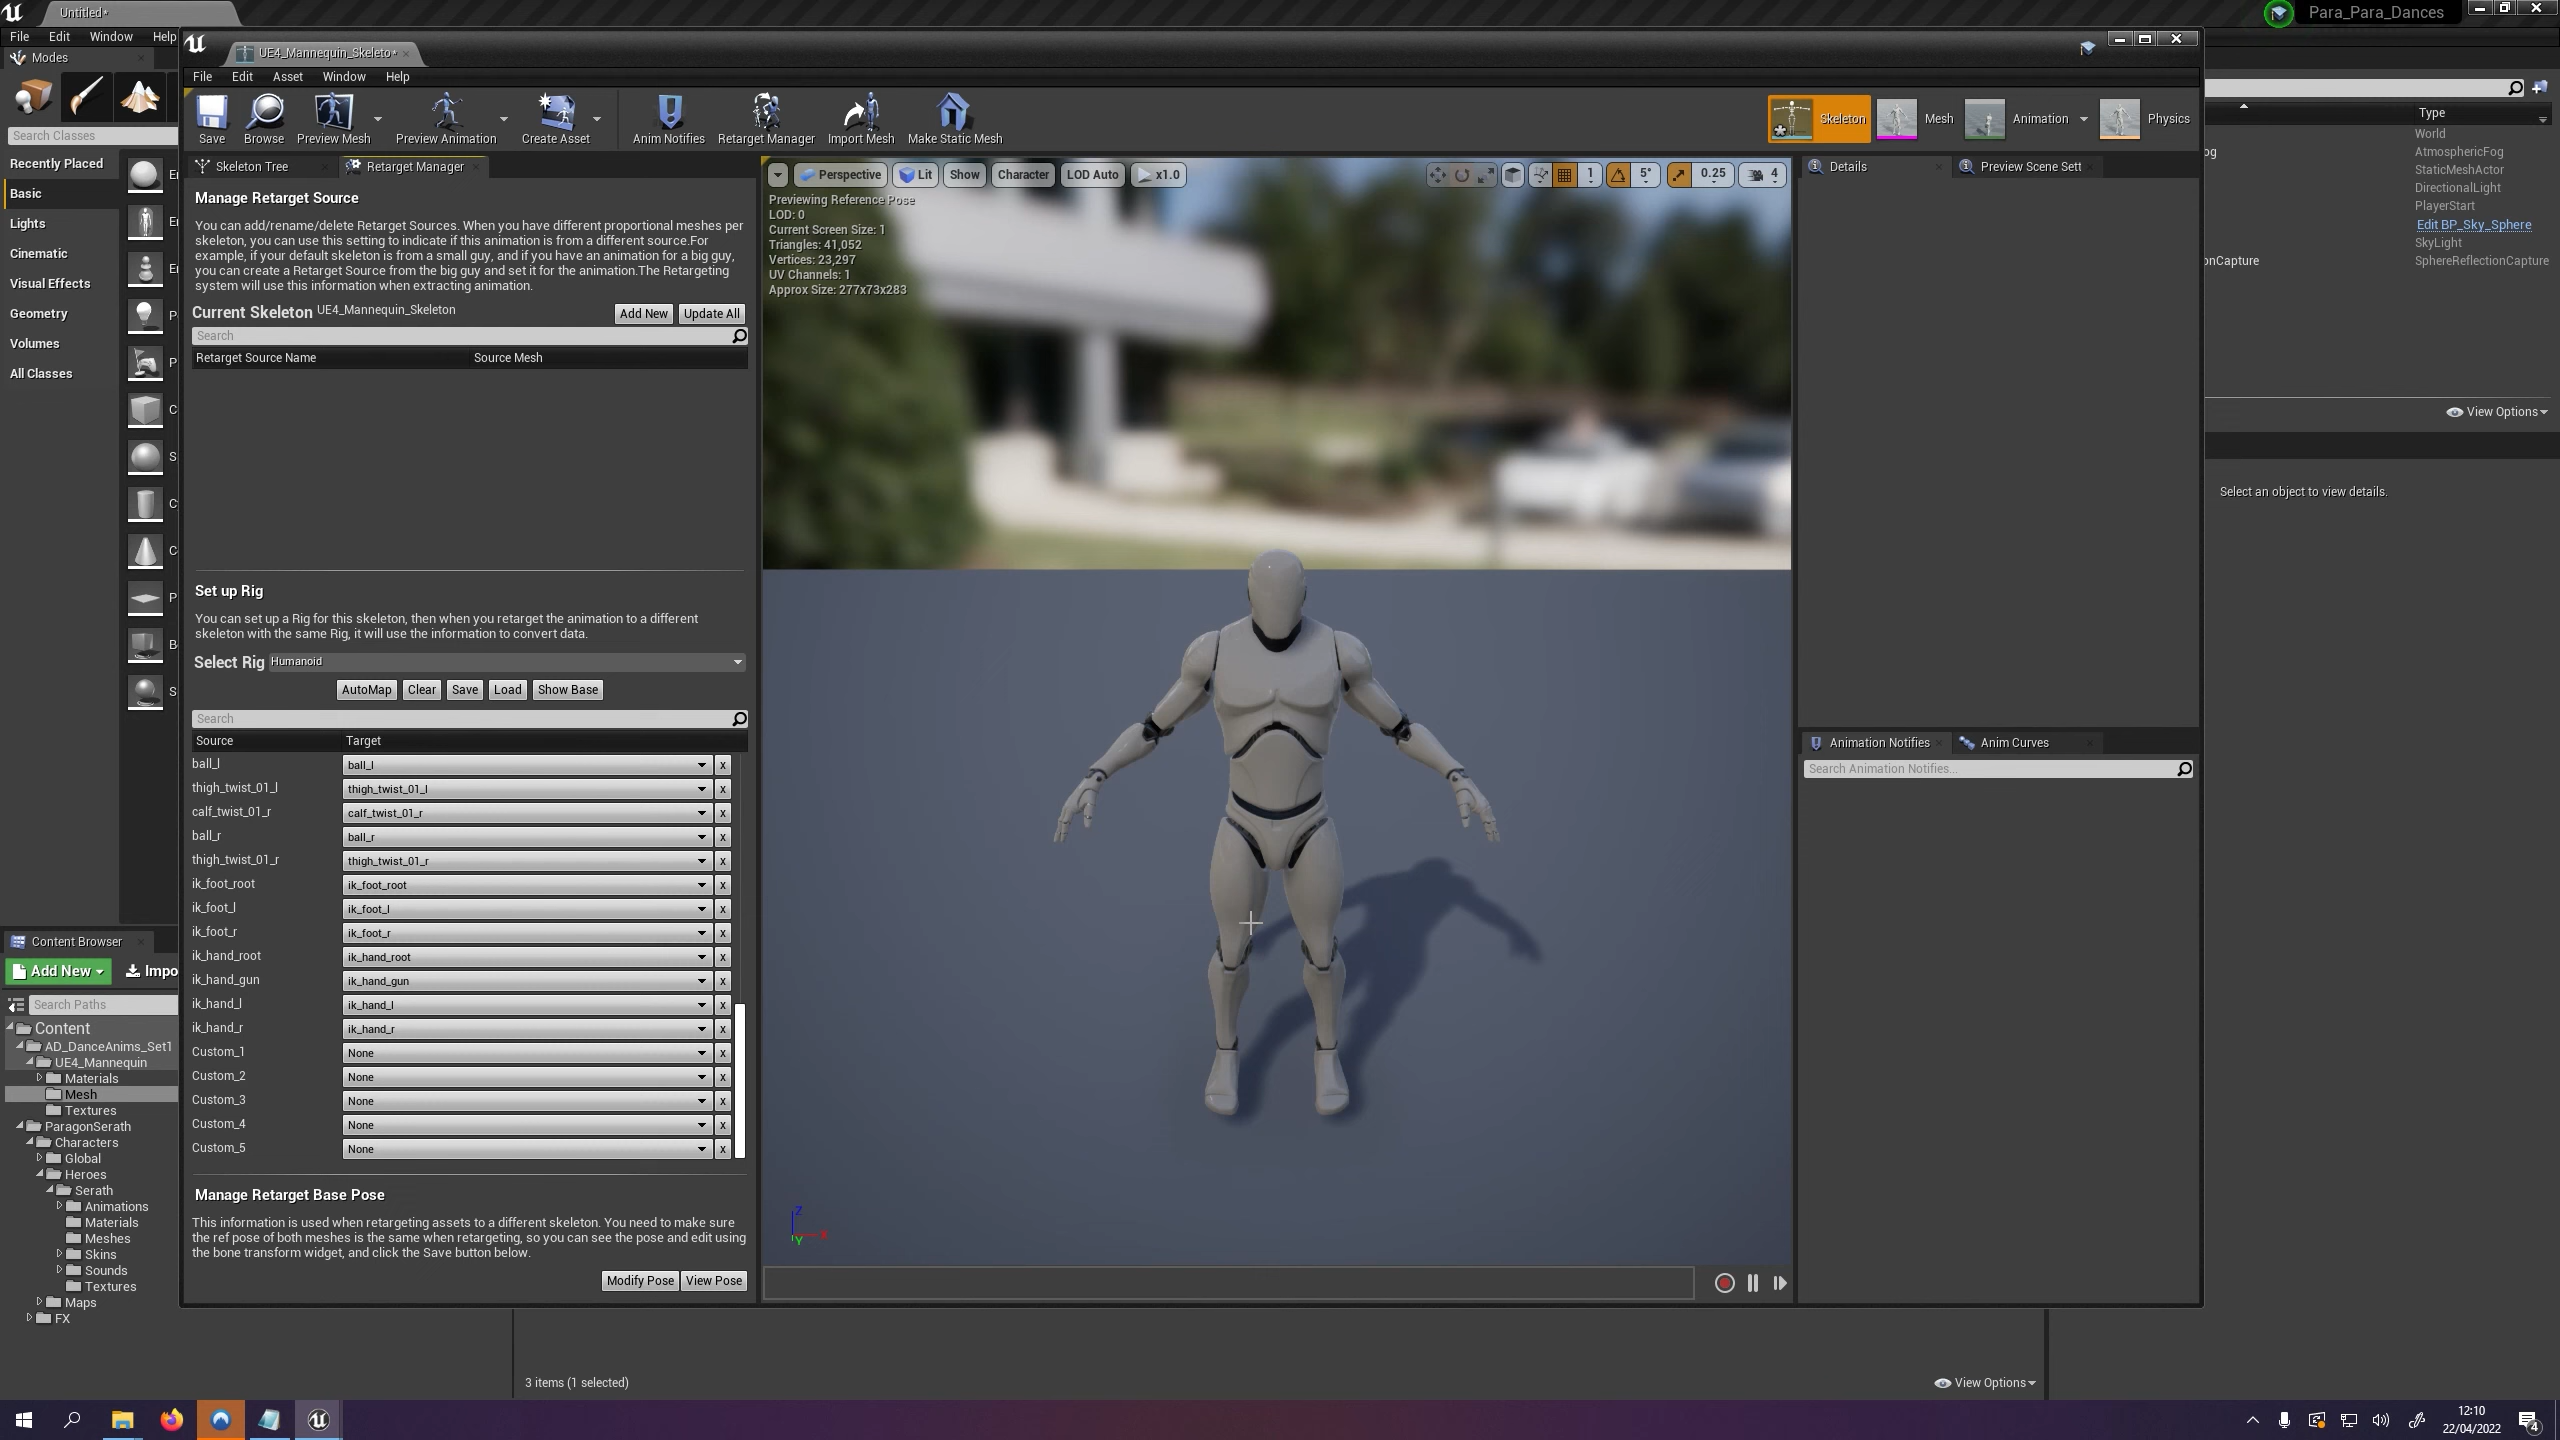 Untitled*
Para_Para_Dances
File Edit Window Help
Modes
Search Classes
Recently Placed
Basic
Lights
Cinematic
Visual Effects
Geometry
Volumes
All Classes
UE4_Mannequin_Skeleto*
File Edit Asset Window Help
Save
Browse
Preview Mesh
Preview Animation
Create Asset
Anim Notifies
Retarget Manager
Import Mesh
Make Static Mesh
Skeleton
Mesh
Animation
Physics
Skeleton Tree
Retarget Manager
Manage Retarget Source
You can add/rename/delete Retarget Sources. When you have different proportional meshes per
skeleton, you can use this setting to indicate if this animation is from a different source.For
example, if your default skeleton is from a small guy, and if you have an animation for a big guy,
you can create a Retarget Source from the big guy and set it for the animation.The Retargeting
system will use this information when extracting animation.
Current Skeleton UE4_Mannequin_Skeleton
Add New
Update All
Search
Retarget Source Name Source Mesh
Set up Rig
You can set up a Rig for this skeleton, then when you retarget the animation to a different
skeleton with the same Rig, it will use the information to convert data.
Select Rig Humanoid
AutoMap Clear Save Load Show Base
Search
Source Target
ball_l ball_l x
thigh_twist_01_l thigh_twist_01_l x
calf_twist_01_r calf_twist_01_r x
ball_r ball_r x
thigh_twist_01_r thigh_twist_01_r x
ik_foot_root ik_foot_root x
ik_foot_l ik_foot_l x
ik_foot_r ik_foot_r x
ik_hand_root ik_hand_root x
ik_hand_gun ik_hand_gun x
ik_hand_l ik_hand_l x
ik_hand_r ik_hand_r x
Custom_1 None x
Custom_2 None x
Custom_3 None x
Custom_4 None x
Custom_5 None x
Manage Retarget Base Pose
This information is used when retargeting assets to a different skeleton. You need to make sure
the ref pose of both meshes is the same when retargeting, so you can see the pose and edit using
the bone transform widget, and click the Save button below.
Modify Pose View Pose
Perspective Lit Show Character LOD Auto x1.0
1 5° 0.25 4
Previewing Reference Pose
LOD: 0
Current Screen Size: 1
Triangles: 41,052
Vertices: 23,297
UV Channels: 1
Approx Size: 277x73x283
Z
X
Y
Details
Preview Scene Sett
Animation Notifies
Anim Curves
Search Animation Notifies...
Type
World
AtmosphericFog
StaticMeshActor
DirectionalLight
PlayerStart
Edit BP_Sky_Sphere
SkyLight
onCapture SphereReflectionCapture
View Options
Select an object to view details.
Content Browser
Add New
Impo
Search Paths
Content
AD_DanceAnims_Set1
UE4_Mannequin
Materials
Mesh
Textures
ParagonSerath
Characters
Global
Heroes
Serath
Animations
Materials
Meshes
Skins
Sounds
Textures
Maps
FX
3 items (1 selected)
View Options
12:10
22/04/2022
4